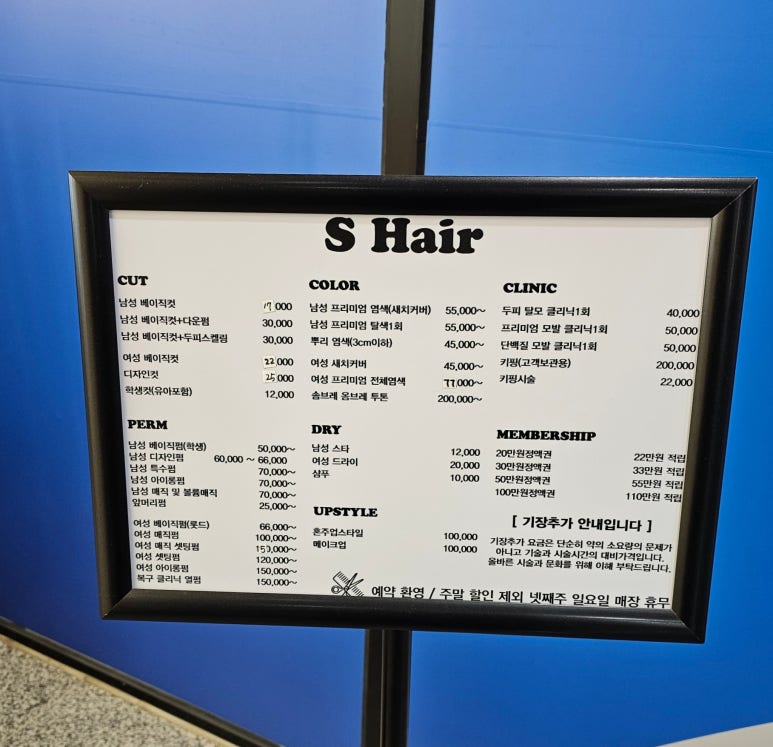 S Hair
CUT
남성 베이직컷 17,000
남성 베이직컷+다운펌 30,000
남성 베이직컷+두피스켈링 30,000
여성 베이직컷 22,000
디자인컷 25,000
학생컷(유아포함) 12,000
PERM
남성 베이직펌(학생) 50,000~
남성 디자인펌 60,000 ~ 66,000
남성 특수펌 70,000~
남성 아이롱펌 70,000~
남성 매직 및 볼륨매직 70,000~
앞머리펌 25,000~
여성 베이직펌(롯드) 66,000~
여성 매직펌 100,000~
여성 매직 셋팅펌 150,000~
여성 셋팅펌 120,000~
여성 아이롱펌 150,000~
복구 클리닉 열펌 150,000~
COLOR
남성 프리미엄 염색(새치커버) 55,000~
남성 프리미엄 탈색1회 55,000~
뿌리 염색(3cm이하) 45,000~
여성 새치커버 45,000~
여성 프리미엄 전체염색 77,000~
솜브레 옴브레 투톤 200,000~
DRY
남성 스타 12,000
여성 드라이 20,000
샴푸 10,000
UPSTYLE
혼주업스타일 100,000
메이크업 100,000
CLINIC
두피 탈모 클리닉1회 40,000
프리미엄 모발 클리닉1회 50,000
단백질 모발 클리닉1회 50,000
키핑(고객보관용) 200,000
키핑시술 22,000
MEMBERSHIP
20만원정액권 22만원 적립
30만원정액권 33만원 적립
50만원정액권 55만원 적립
100만원정액권 110만원 적립
[ 기장추가 안내입니다 ]
기장추가 요금은 단순히 약의 소요량의 문제가
아니고 기술과 시술시간의 대비가격입니다.
올바른 시술과 문화를 위해 이해 부탁드립니다.
예약 환영 / 주말 할인 제외 넷째주 일요일 매장 휴무